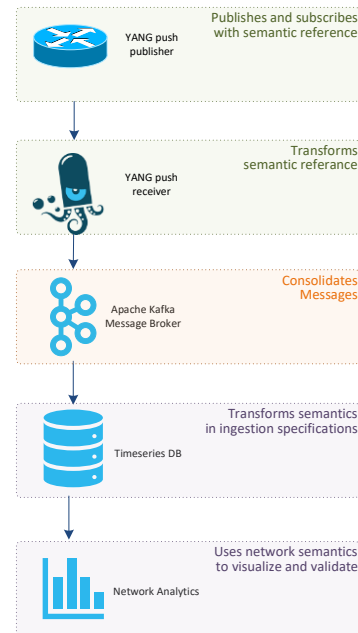 Publishes and subscribes
with semantic reference
YANG push
publisher
Transforms
semantic referance
YANG push
receiver
Consolidates
Messages
Apache Kafka
Message Broker
Transforms semantics
in ingestion specifications
Timeseries DB
Uses network semantics
to visualize and validate
Network Analytics